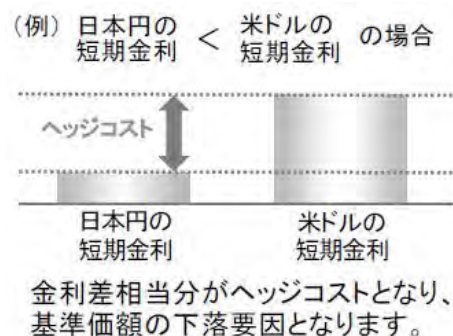 (例) 日本円の短期金利 < 米ドルの短期金利 の場合
ヘッジコスト
日本円の短期金利
米ドルの短期金利
金利差相当分がヘッジコストとなり、
基準価額の下落要因となります。